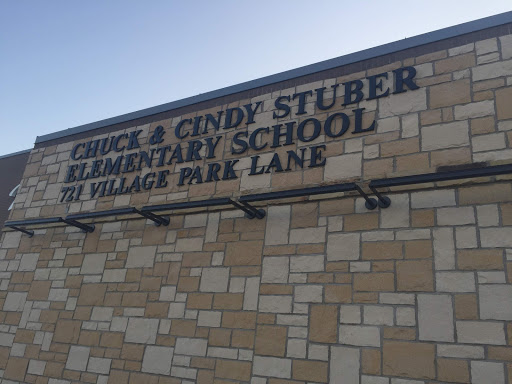 CHUCK & CINDY STUBER
ELEMENTARY SCHOOL
721 VILLAGE PARK LANE